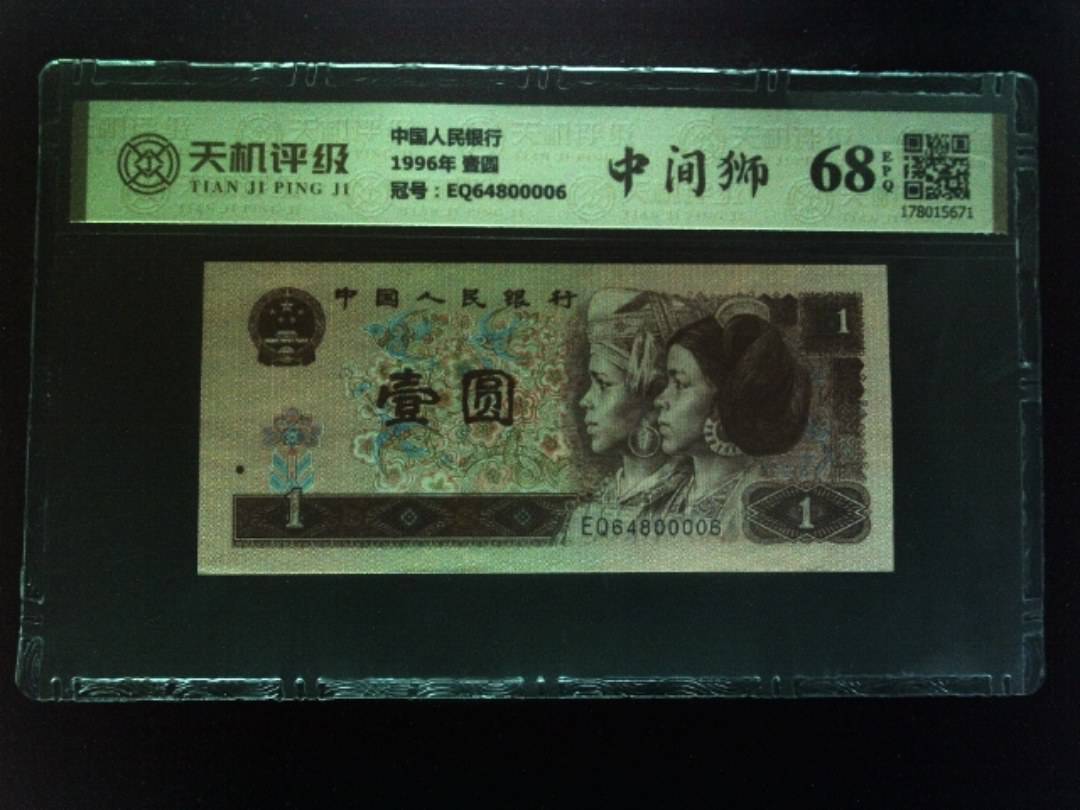 天机评级
TIAN JI PING JI
中国人民银行
1996年 壹圆
冠号：EQ64800006
中间狮
68
EPQ
178015671
中国人民银行
壹圆
1
1
EQ64800006
1